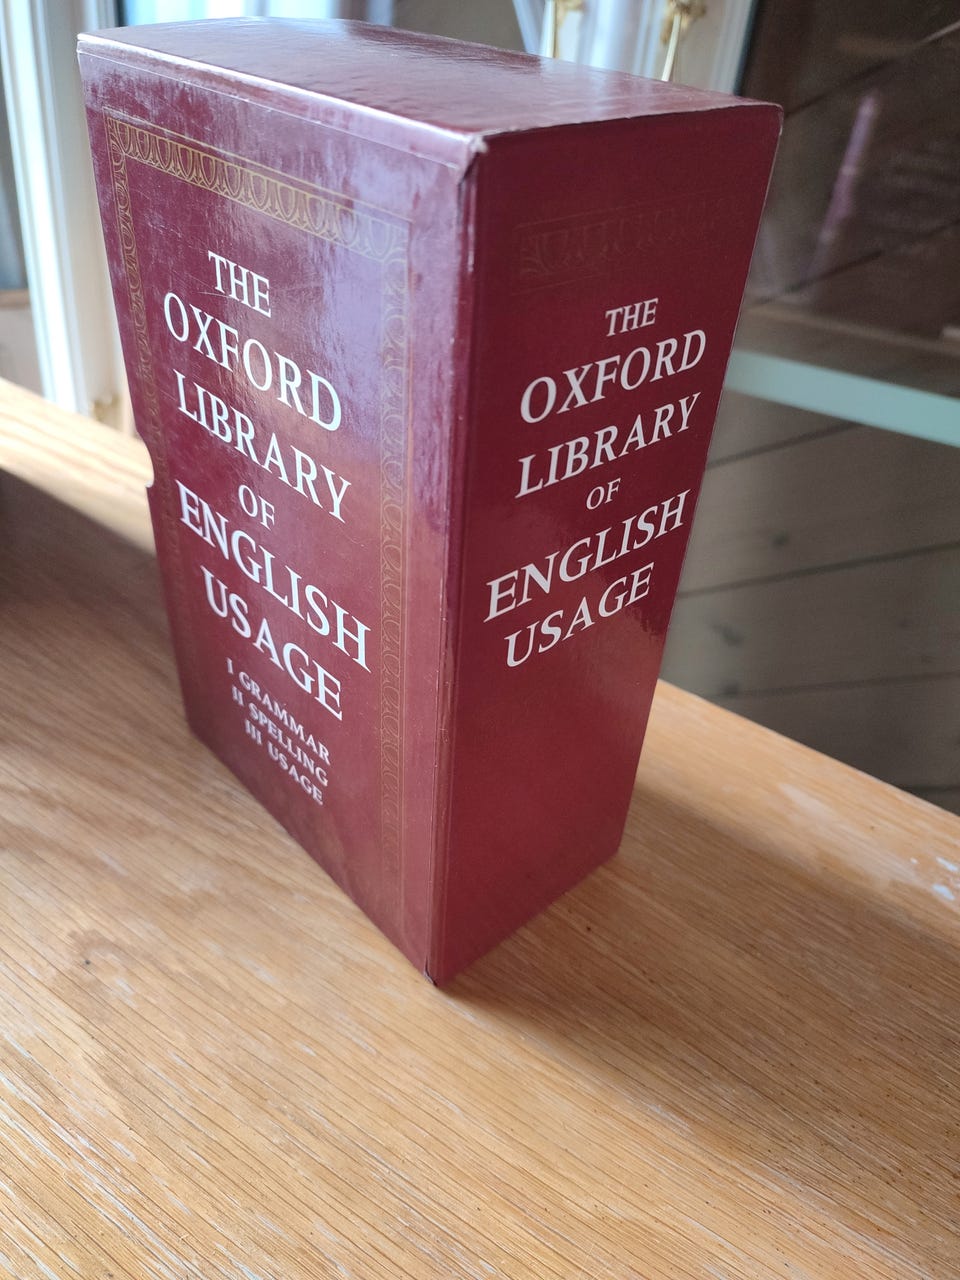 THE
OXFORD
LIBRARY
OF
ENGLISH
USAGE
I GRAMMAR
II SPELLING
III USAGE
THE
OXFORD
LIBRARY
OF
ENGLISH
USAGE